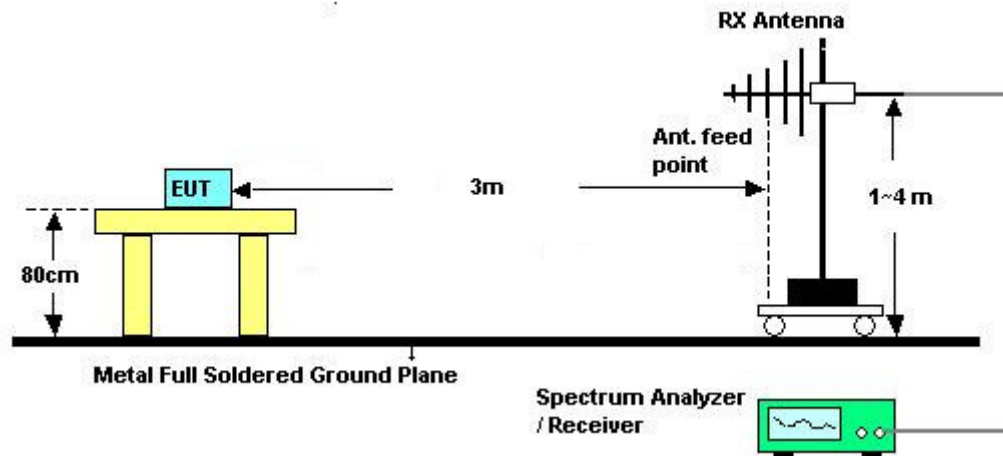 RX Antenna
Ant. feed
point
EUT
3m
1~4 m
80cm
Metal Full Soldered Ground Plane
Spectrum Analyzer
/ Receiver